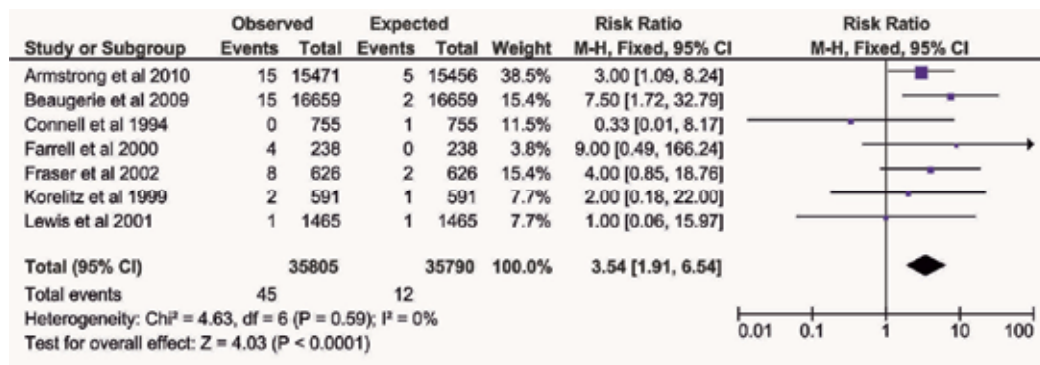 Observed Expected Risk Ratio Risk Ratio
Study or Subgroup Events Total Events Total Weight M-H, Fixed, 95% CI M-H, Fixed, 95% CI
Armstrong et al 2010 15 15471 5 15456 38.5% 3.00 [1.09, 8.24]
Beaugerie et al 2009 15 16659 2 16659 15.4% 7.50 [1.72, 32.79]
Connell et al 1994 0 755 1 755 11.5% 0.33 [0.01, 8.17]
Farrell et al 2000 4 238 0 238 3.8% 9.00 [0.49, 166.24]
Fraser et al 2002 8 626 2 626 15.4% 4.00 [0.85, 18.76]
Korelitz et al 1999 2 591 1 591 7.7% 2.00 [0.18, 22.00]
Lewis et al 2001 1 1465 1 1465 7.7% 1.00 [0.06, 15.97]
Total (95% CI) 35805 35790 100.0% 3.54 [1.91, 6.54]
Total events 45 12
Heterogeneity: Chi² = 4.63, df = 6 (P = 0.59); I² = 0%
Test for overall effect: Z = 4.03 (P < 0.0001)
0.01 0.1 1 10 100